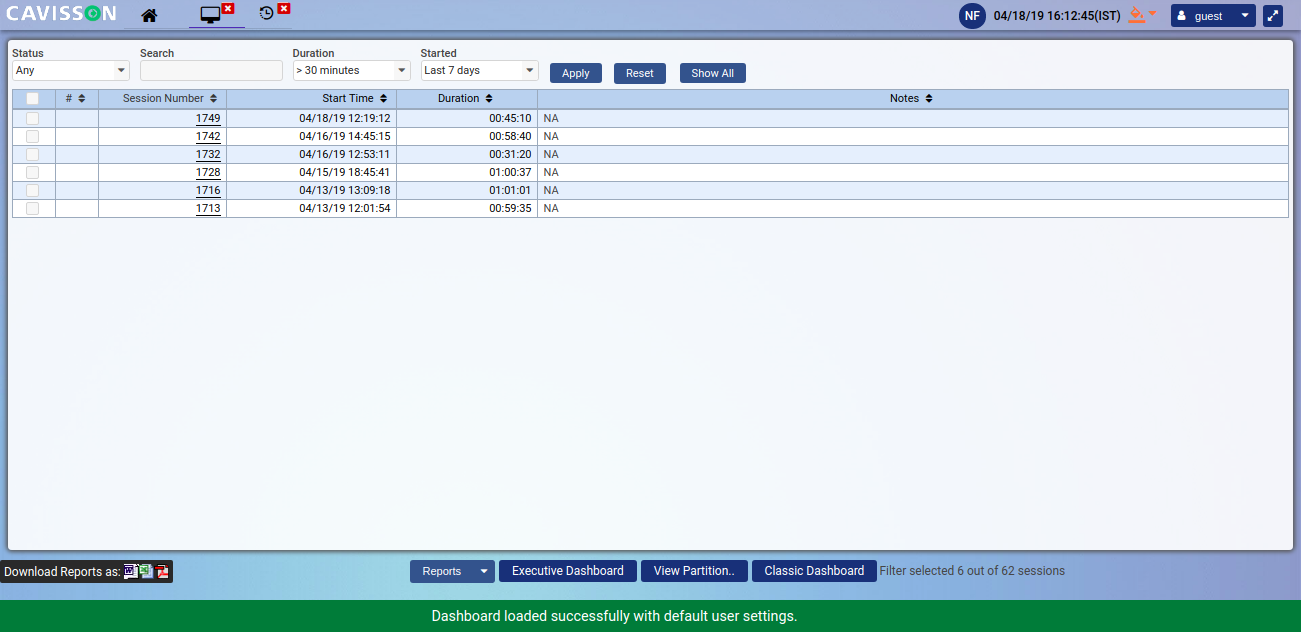 CAVISSON
NF 04/18/19 16:12:45(IST) guest
Status Search Duration Started
Any > 30 minutes Last 7 days Apply Reset Show All
# Session Number Start Time Duration Notes
1749 04/18/19 12:19:12 00:45:10 NA
1742 04/16/19 14:45:15 00:58:40 NA
1732 04/16/19 12:53:11 00:31:20 NA
1728 04/15/19 18:45:41 01:00:37 NA
1716 04/13/19 13:09:18 01:01:01 NA
1713 04/13/19 12:01:54 00:59:35 NA
Download Reports as: Reports Executive Dashboard View Partition.. Classic Dashboard Filter selected 6 out of 62 sessions
Dashboard loaded successfully with default user settings.